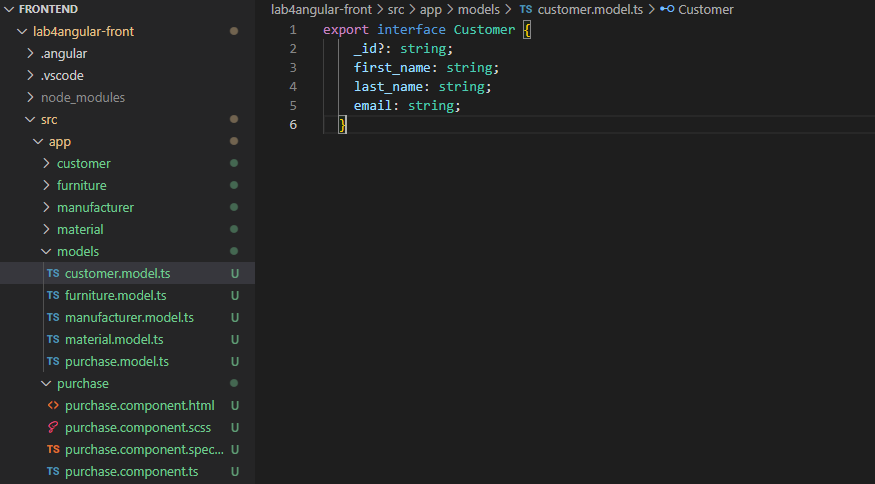 FRONTEND
lab4angular-front
.angular
.vscode
node_modules
src
app
customer
furniture
manufacturer
material
models
TS customer.model.ts U
TS furniture.model.ts U
TS manufacturer.model.ts U
TS material.model.ts U
TS purchase.model.ts U
purchase
<> purchase.component.html U
purchase.component.scss U
TS purchase.component.spec... U
TS purchase.component.ts U
lab4angular-front > src > app > models > TS customer.model.ts > Customer
1 export interface Customer {
2 _id?: string;
3 first_name: string;
4 last_name: string;
5 email: string;
6 }